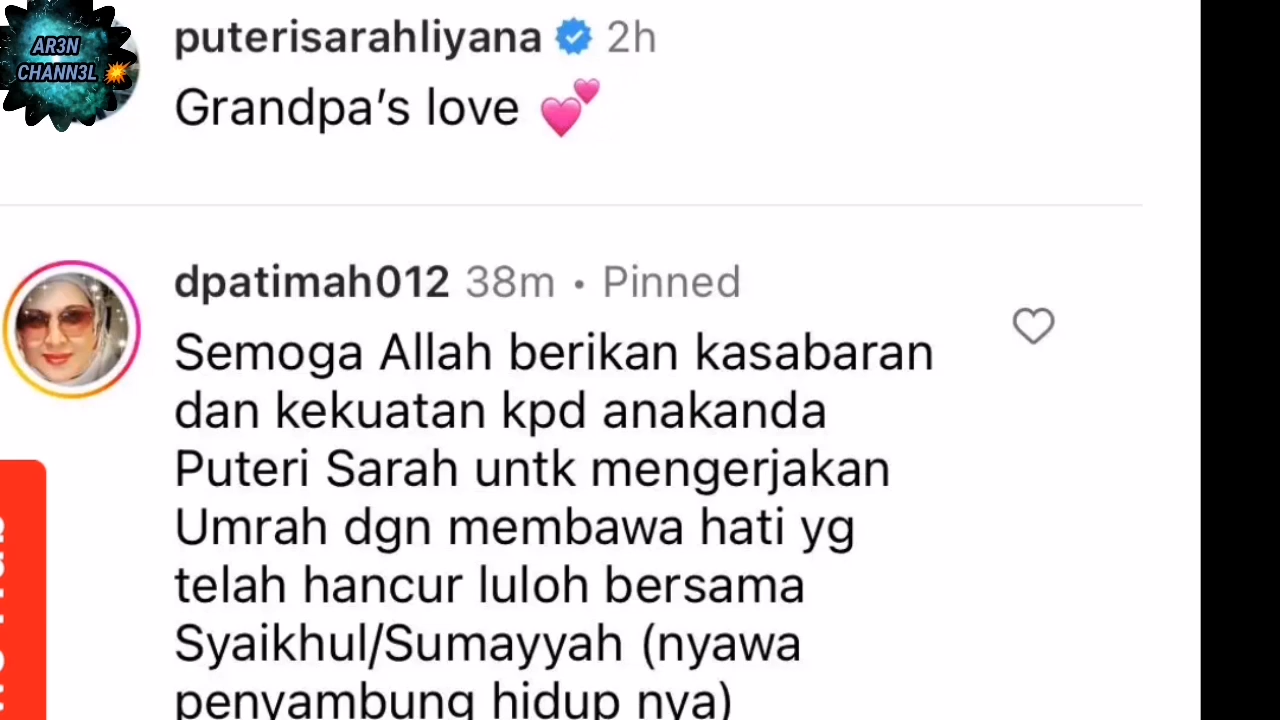 AR3N
CHANN3L
puterisarahliyana 2h
Grandpa’s love 💕
dpatimah012 38m • Pinned
Semoga Allah berikan kasabaran
dan kekuatan kpd anakanda
Puteri Sarah untk mengerjakan
Umrah dgn membawa hati yg
telah hancur luloh bersama
Syaikhul/Sumayyah (nyawa
penyambung hidup nya)